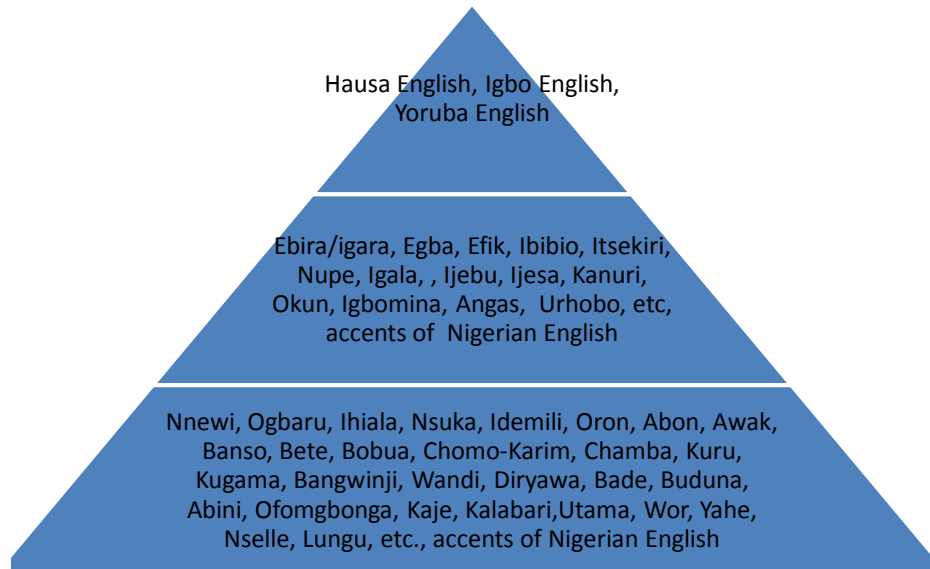 Hausa English, Igbo English,
Yoruba English
Ebira/igara, Egba, Efik, Ibibio, Itsekiri,
Nupe, Igala, , Ijebu, Ijesa, Kanuri,
Okun, Igbomina, Angas, Urhobo, etc,
accents of Nigerian English
Nnewi, Ogbaru, Ihiala, Nsuka, Idemili, Oron, Abon, Awak,
Banso, Bete, Bobua, Chomo-Karim, Chamba, Kuru,
Kugama, Bangwinji, Wandi, Diryawa, Bade, Buduna,
Abini, Ofomgbonga, Kaje, Kalabari,Utama, Wor, Yahe,
Nselle, Lungu, etc., accents of Nigerian English